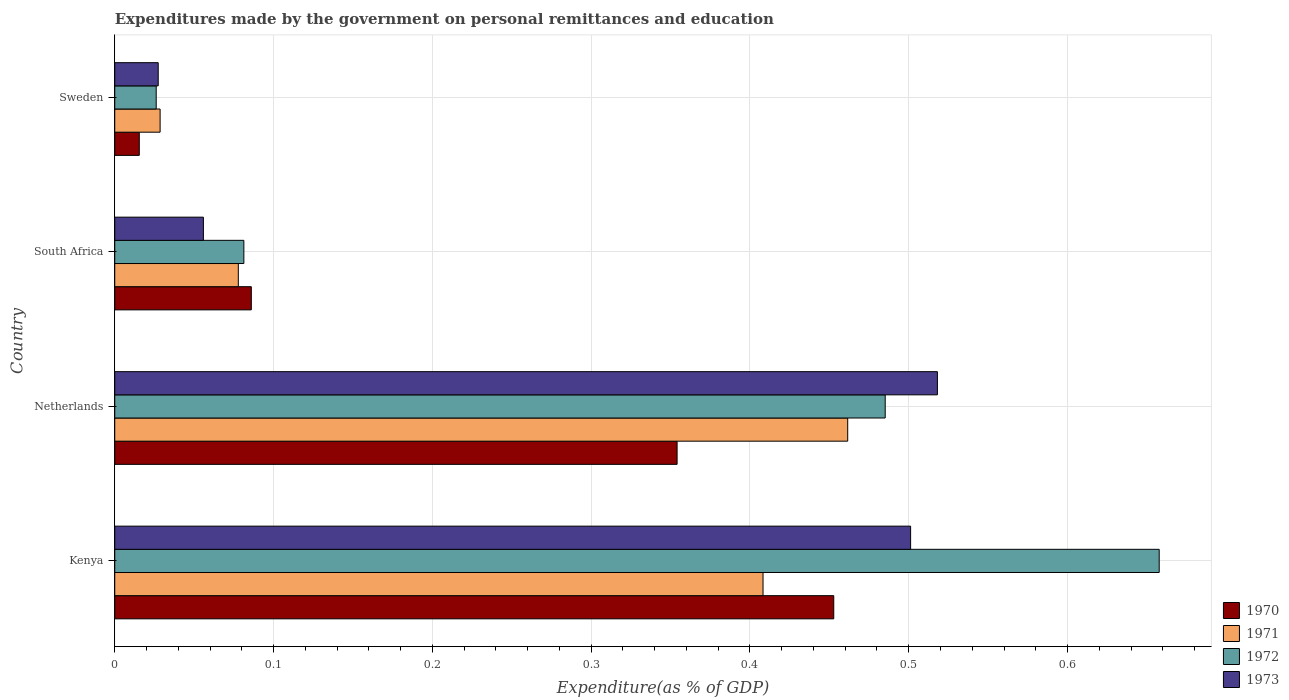 Expenditures made by the government on personal remittances and education
Country
Sweden
South Africa
Netherlands
Kenya
0
0.1
0.2
0.3
0.4
0.5
0.6
Expenditure(as % of GDP)
1970
1971
1972
1973